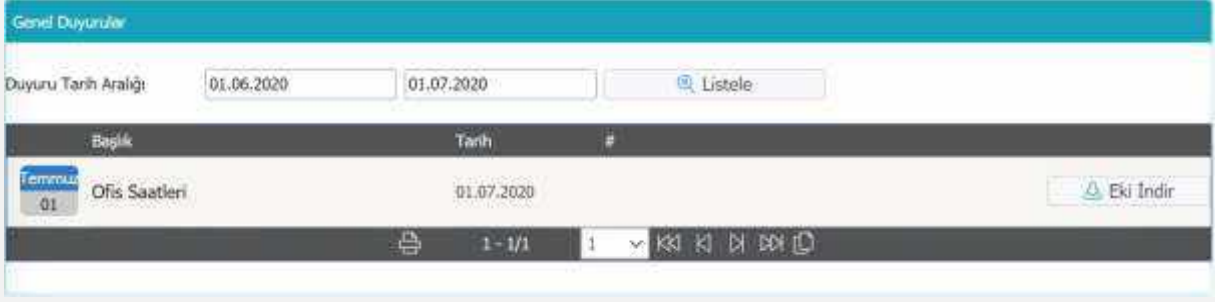 Genel Duyurular
Duyuru Tarih Aralığı 01.06.2020 01.07.2020 Listele
Başlık Tarih #
Temmuz
01
Ofis Saatleri 01.07.2020 Eki İndir
1 - 1/1 1